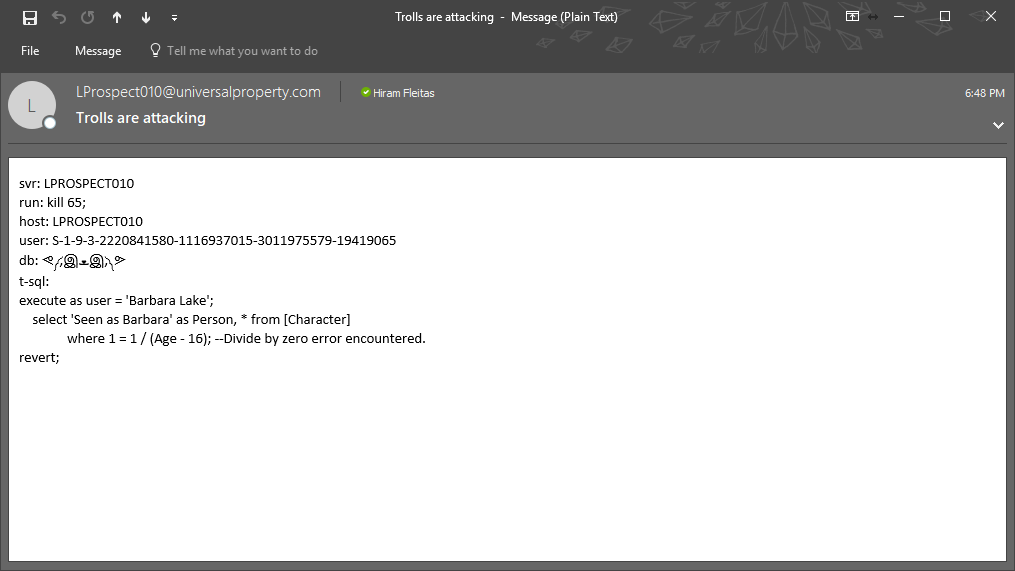 Trolls are attacking - Message (Plain Text)
File Message Tell me what you want to do
L
LProspect010@universalproperty.com Hiram Fleitas 6:48 PM
Trolls are attacking
svr: LPROSPECT010
run: kill 65;
host: LPROSPECT010
user: S-1-9-3-2220841580-1116937015-3011975579-19419065
db:
t-sql:
execute as user = 'Barbara Lake';
select 'Seen as Barbara' as Person, * from [Character]
where 1 = 1 / (Age - 16); --Divide by zero error encountered.
revert;